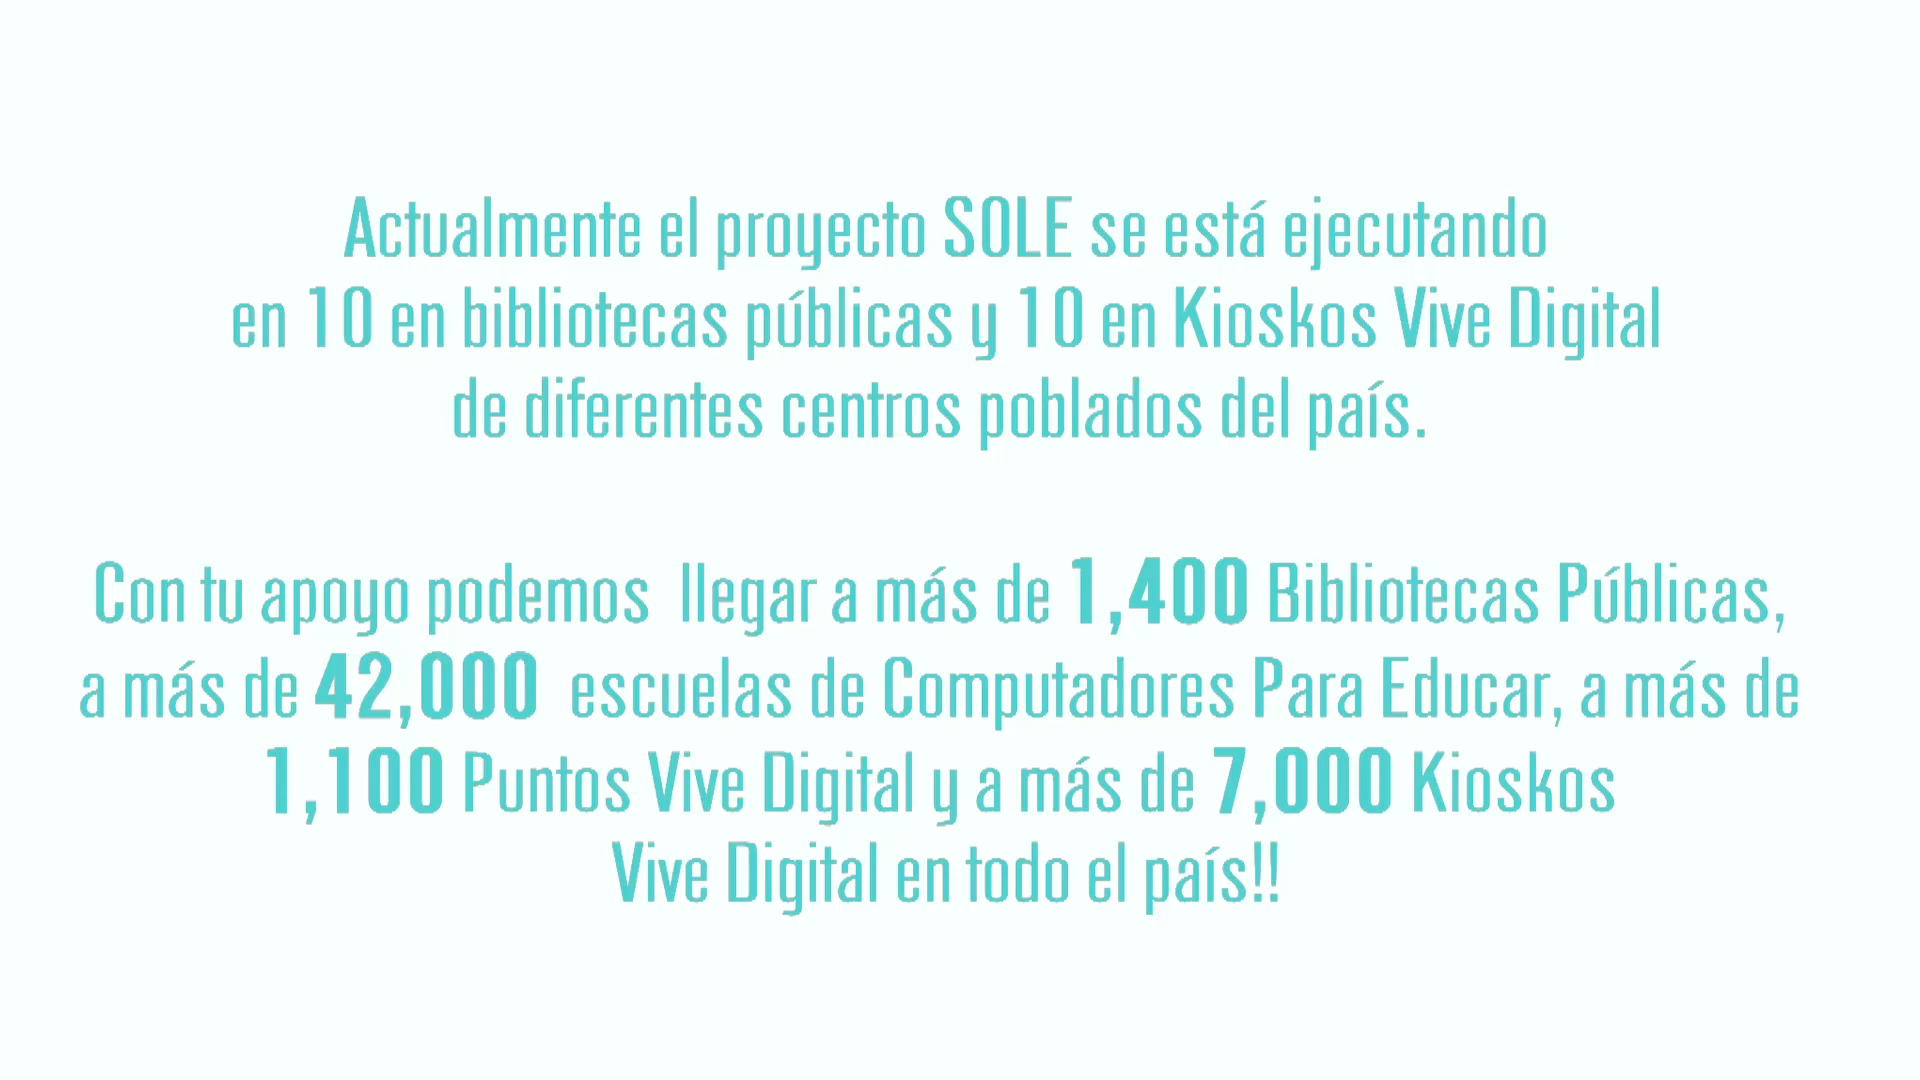 Actualmente el proyecto SOLE se está ejecutando
en 10 en bibliotecas públicas y 10 en Kioskos Vive Digital
de diferentes centros poblados del país.
Con tu apoyo podemos llegar a más de 1,400 Bibliotecas Públicas,
a más de 42,000 escuelas de Computadores Para Educar, a más de
1,100 Puntos Vive Digital y a más de 7,000 Kioskos
Vive Digital en todo el país!!